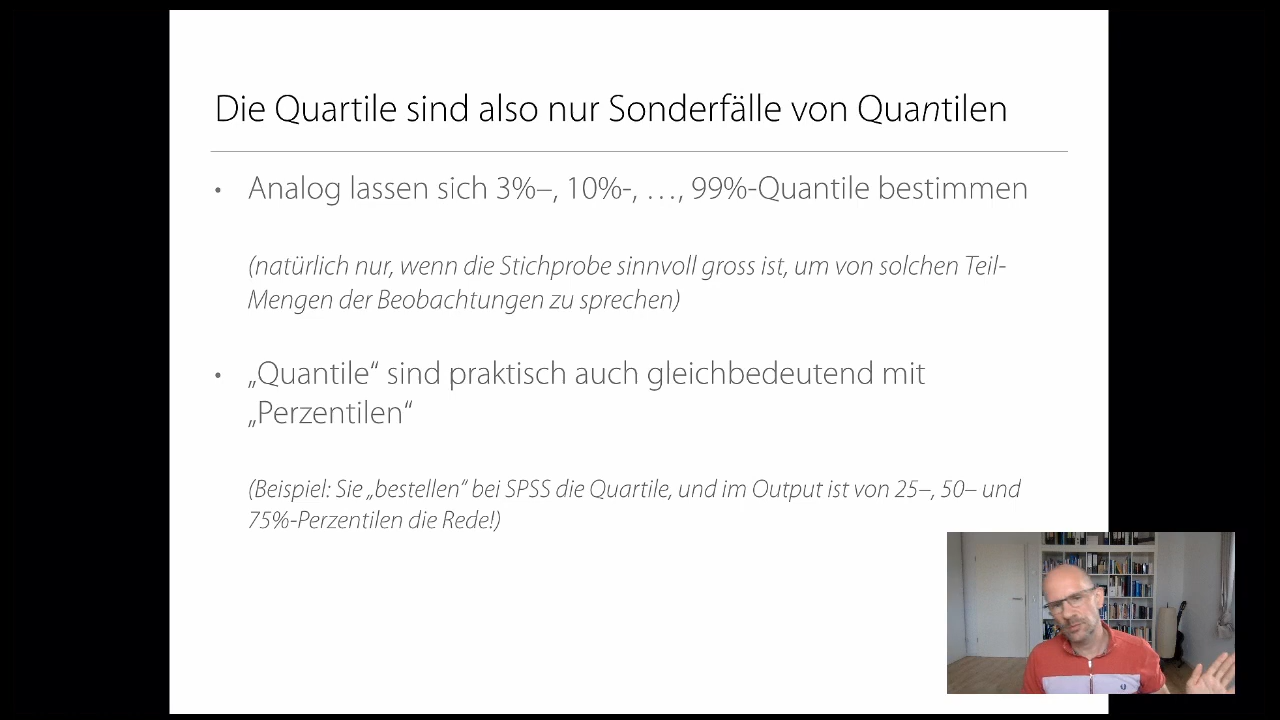 Die Quartile sind also nur Sonderfälle von Quantilen
• Analog lassen sich 3%–, 10%-, …, 99%-Quantile bestimmen
(natürlich nur, wenn die Stichprobe sinnvoll gross ist, um von solchen Teil-
Mengen der Beobachtungen zu sprechen)
• „Quantile“ sind praktisch auch gleichbedeutend mit
„Perzentilen“
(Beispiel: Sie „bestellen“ bei SPSS die Quartile, und im Output ist von 25–, 50– und
75%-Perzentilen die Rede!)